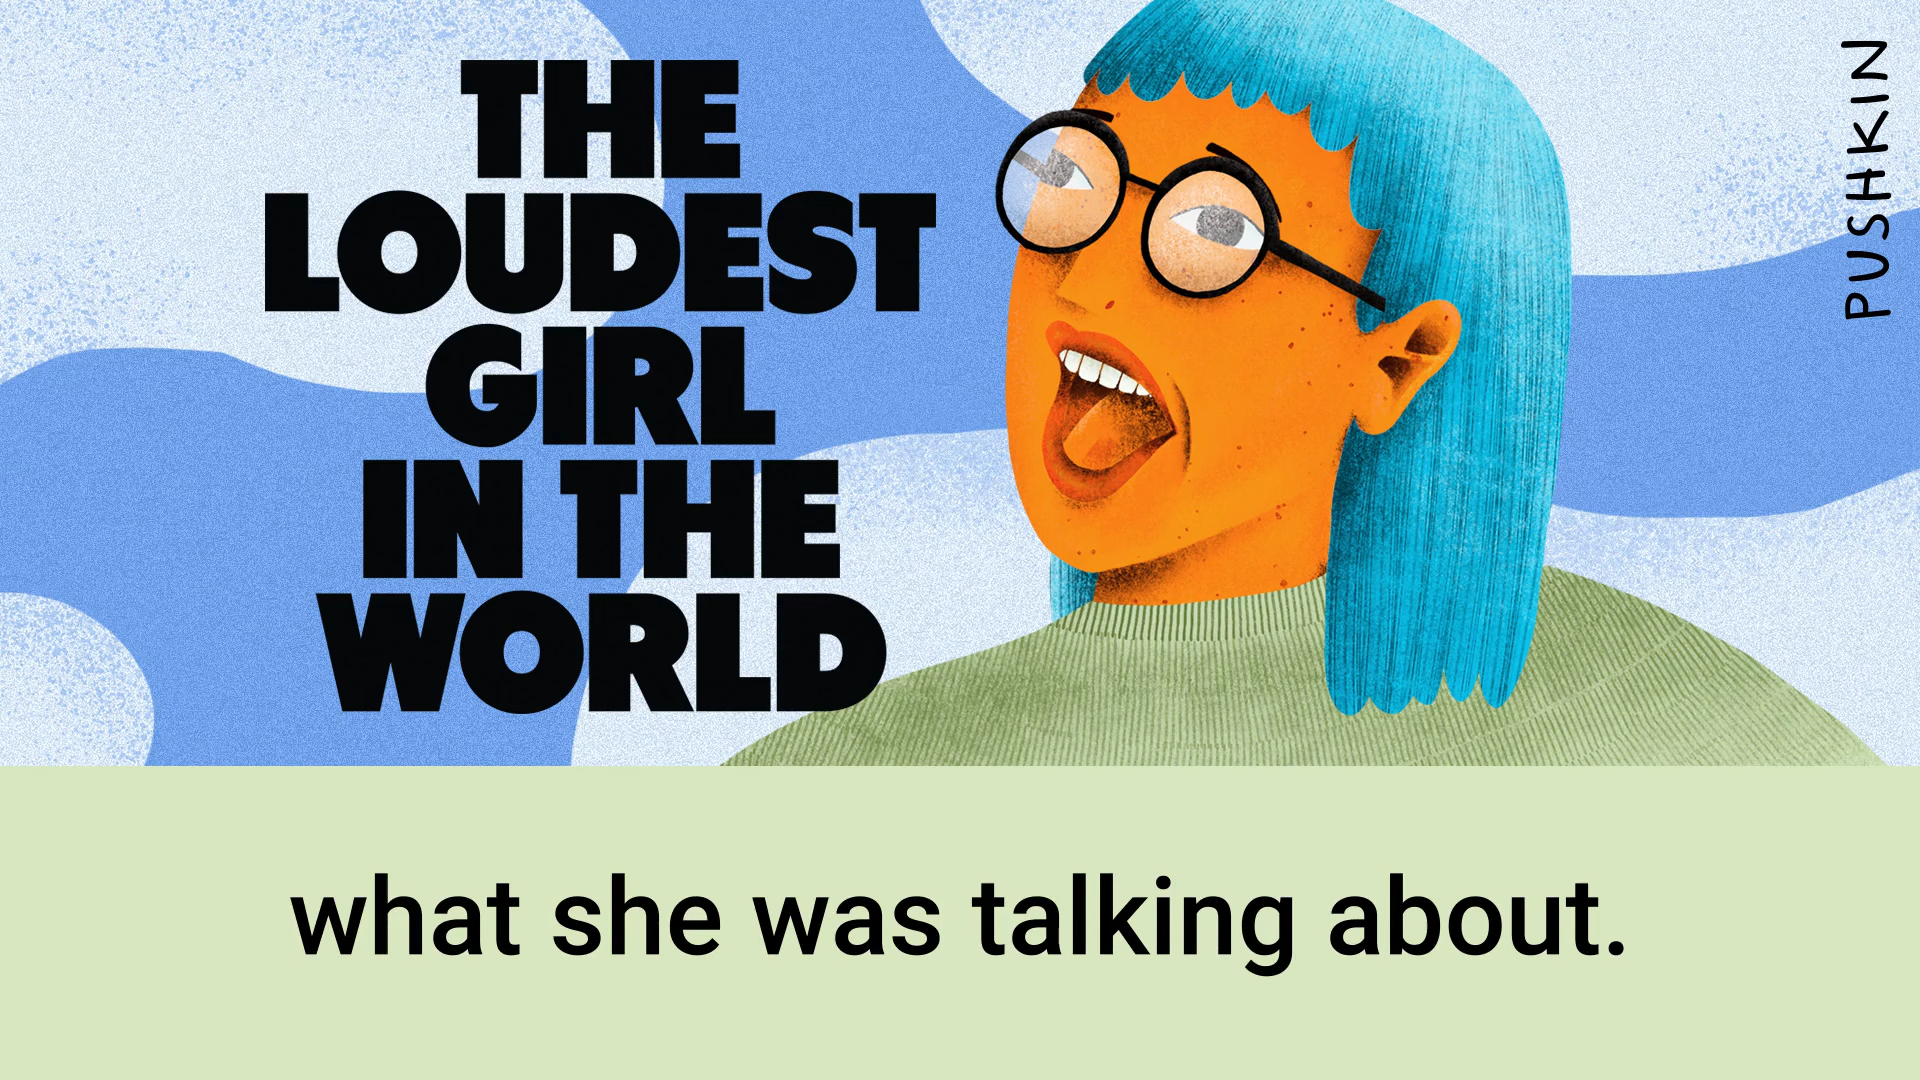 THE
LOUDEST
GIRL
IN THE
WORLD
PUSHKIN
what she was talking about.